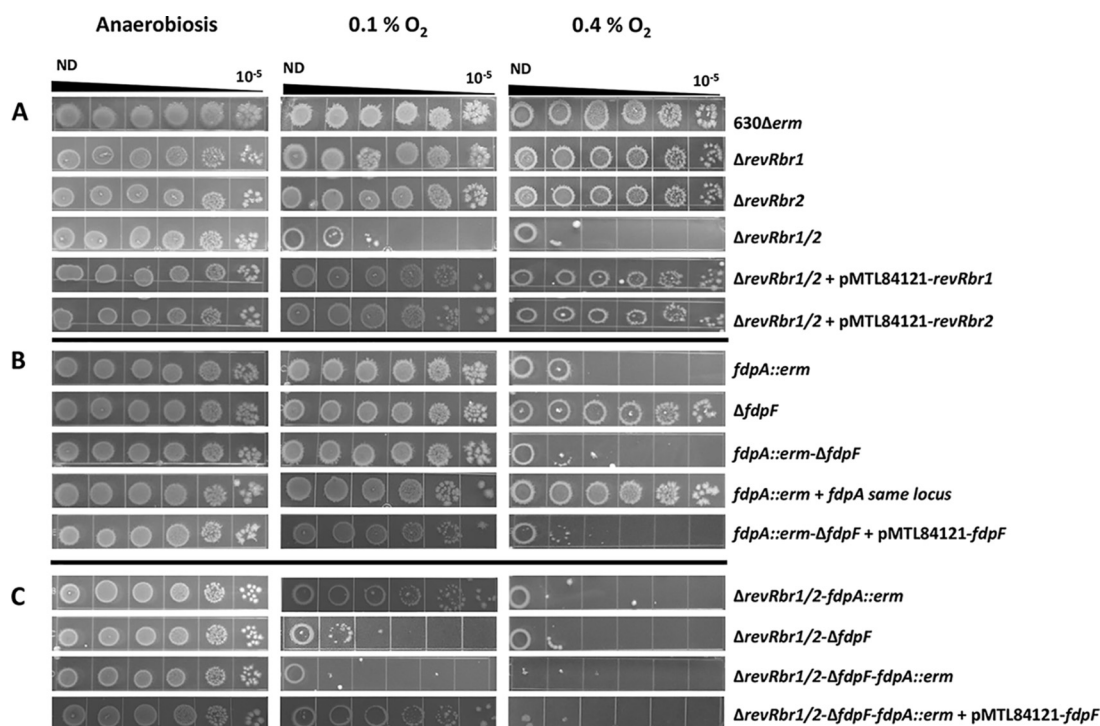 Anaerobiosis 0.1 % O₂ 0.4 % O₂
ND 10⁻⁵ ND 10⁻⁵ ND 10⁻⁵
A
630Δerm
ΔrevRbr1
ΔrevRbr2
ΔrevRbr1/2
ΔrevRbr1/2 + pMTL84121-revRbr1
ΔrevRbr1/2 + pMTL84121-revRbr2
B
fdpA::erm
ΔfdpF
fdpA::erm-ΔfdpF
fdpA::erm + fdpA same locus
fdpA::erm-ΔfdpF + pMTL84121-fdpF
C
ΔrevRbr1/2-fdpA::erm
ΔrevRbr1/2-ΔfdpF
ΔrevRbr1/2-ΔfdpF-fdpA::erm
ΔrevRbr1/2-ΔfdpF-fdpA::erm + pMTL84121-fdpF